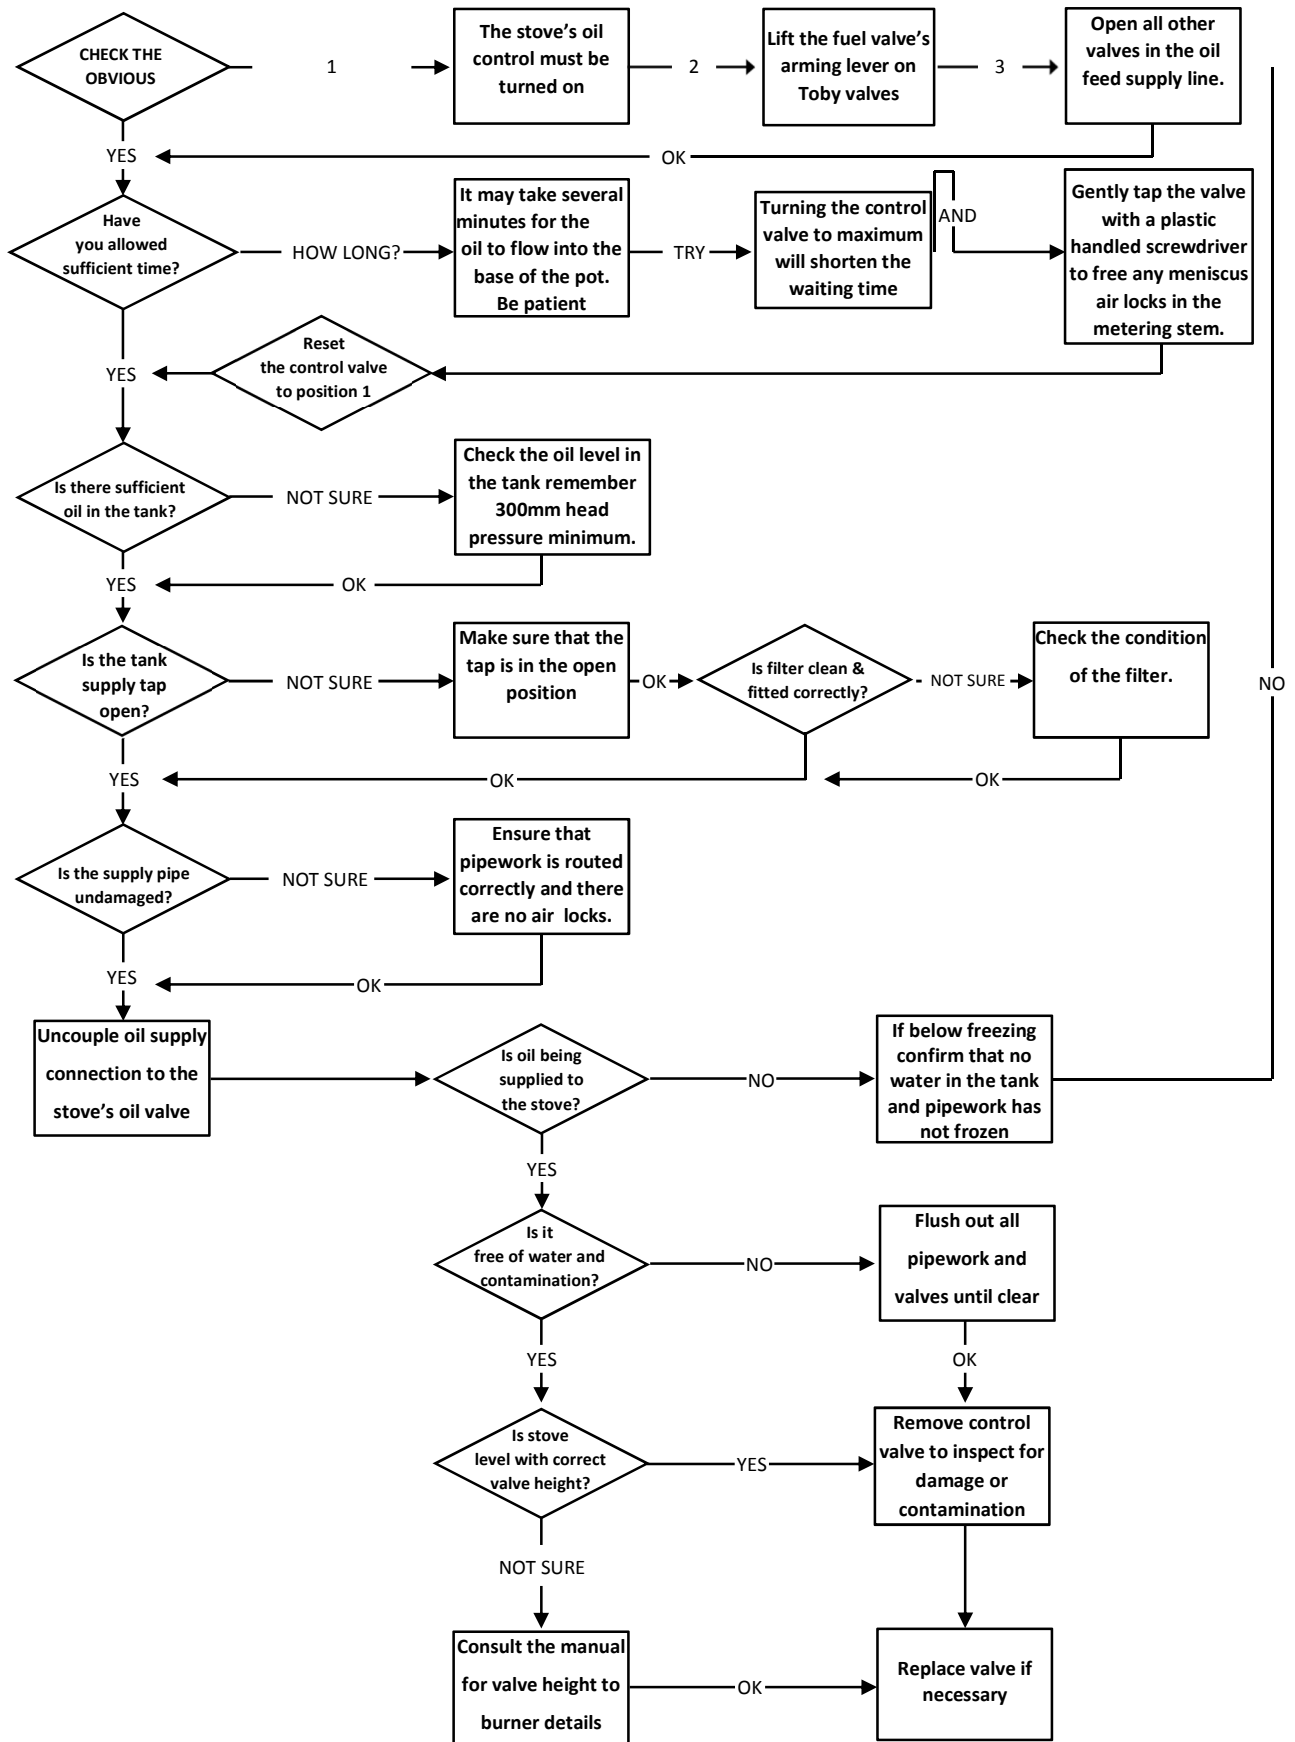 CHECK THE
OBVIOUS
1
The stove's oil
control must be
turned on
2
Lift the fuel valve's
arming lever on
Toby valves
3
Open all other
valves in the oil
feed supply line.
YES
OK
Have
you allowed
sufficient time?
HOW LONG?
It may take several
minutes for the
oil to flow into the
base of the pot.
Be patient
TRY
Turning the control
valve to maximum
will shorten the
waiting time
AND
Gently tap the valve
with a plastic
handled screwdriver
to free any meniscus
air locks in the
metering stem.
YES
Reset
the control valve
to position 1
Is there sufficient
oil in the tank?
NOT SURE
Check the oil level in
the tank remember
300mm head
pressure minimum.
YES
OK
Is the tank
supply tap
open?
NOT SURE
Make sure that the
tap is in the open
position
OK
Is filter clean &
fitted correctly?
NOT SURE
Check the condition
of the filter.
NO
YES
OK
OK
Is the supply pipe
undamaged?
NOT SURE
Ensure that
pipework is routed
correctly and there
are no air locks.
YES
OK
Uncouple oil supply
connection to the
stove's oil valve
Is oil being
supplied to
the stove?
NO
If below freezing
confirm that no
water in the tank
and pipework has
not frozen
YES
Is it
free of water and
contamination?
NO
Flush out all
pipework and
valves until clear
YES
OK
Is stove
level with correct
valve height?
YES
Remove control
valve to inspect for
damage or
contamination
NOT SURE
Consult the manual
for valve height to
burner details
OK
Replace valve if
necessary